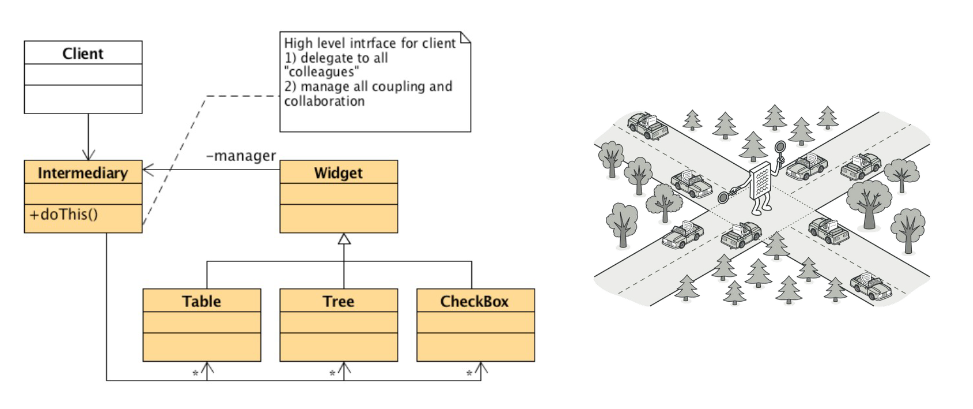 Client
High level intrface for client
1) delegate to all
"colleagues"
2) manage all coupling and
collaboration
Intermediary
+doThis()
-manager
Widget
Table
Tree
CheckBox
*
*
*